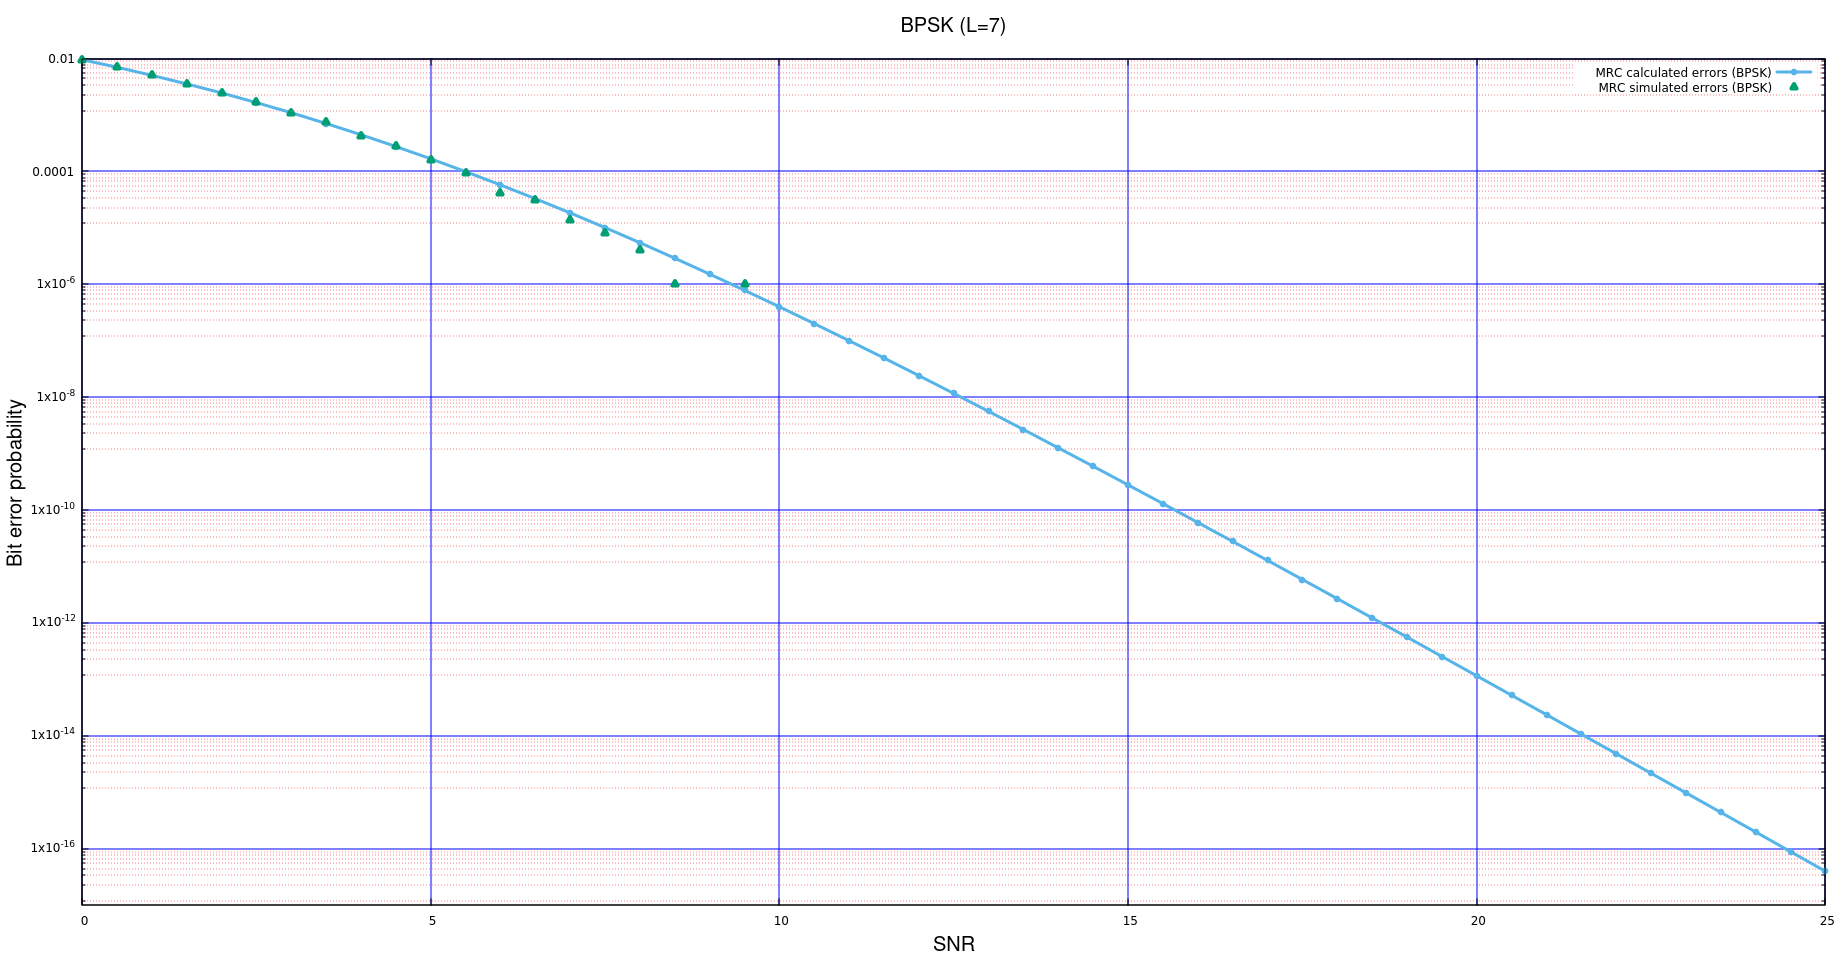 BPSK (L=7)
MRC calculated errors (BPSK)
MRC simulated errors (BPSK)
0.01
0.0001
1x10-6
1x10-8
1x10-10
1x10-12
1x10-14
1x10-16
Bit error probability
0 5 10 15 20 25
SNR